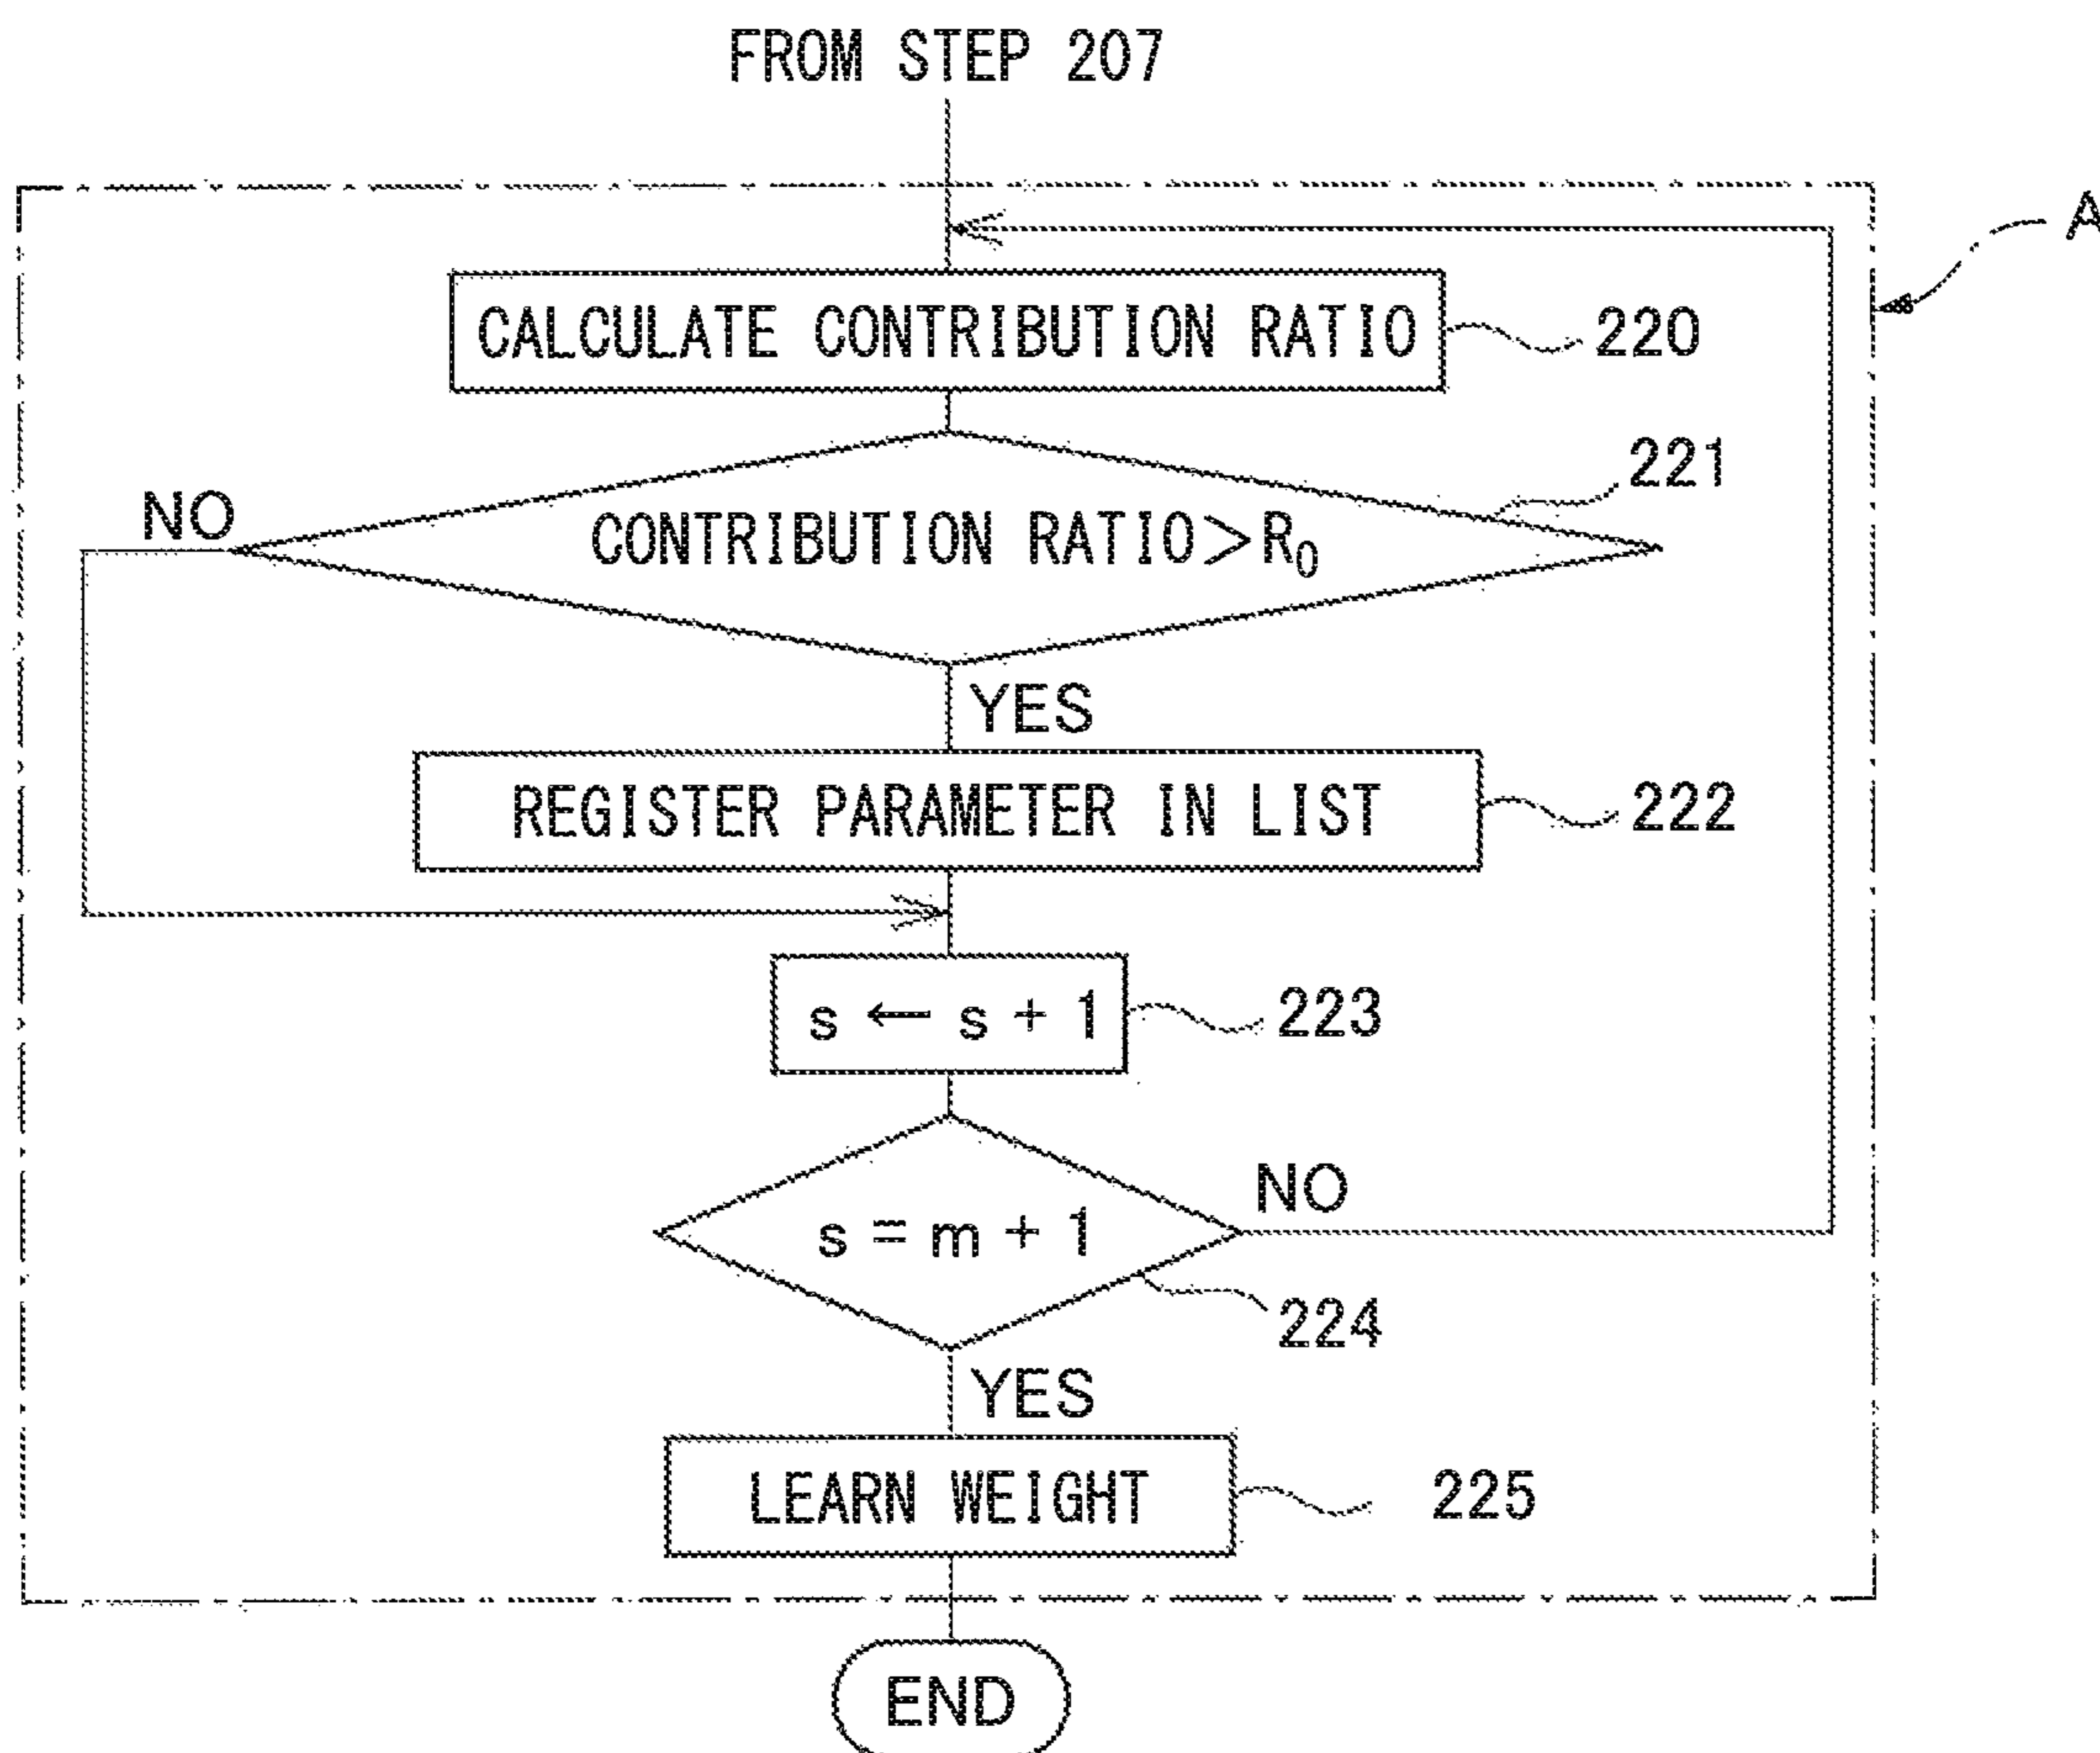 FROM STEP 207
A
CALCULATE CONTRIBUTION RATIO
220
221
NO
CONTRIBUTION RATIO>R₀
YES
REGISTER PARAMETER IN LIST
222
s ← s + 1
223
NO
s = m + 1
224
YES
LEARN WEIGHT
225
END